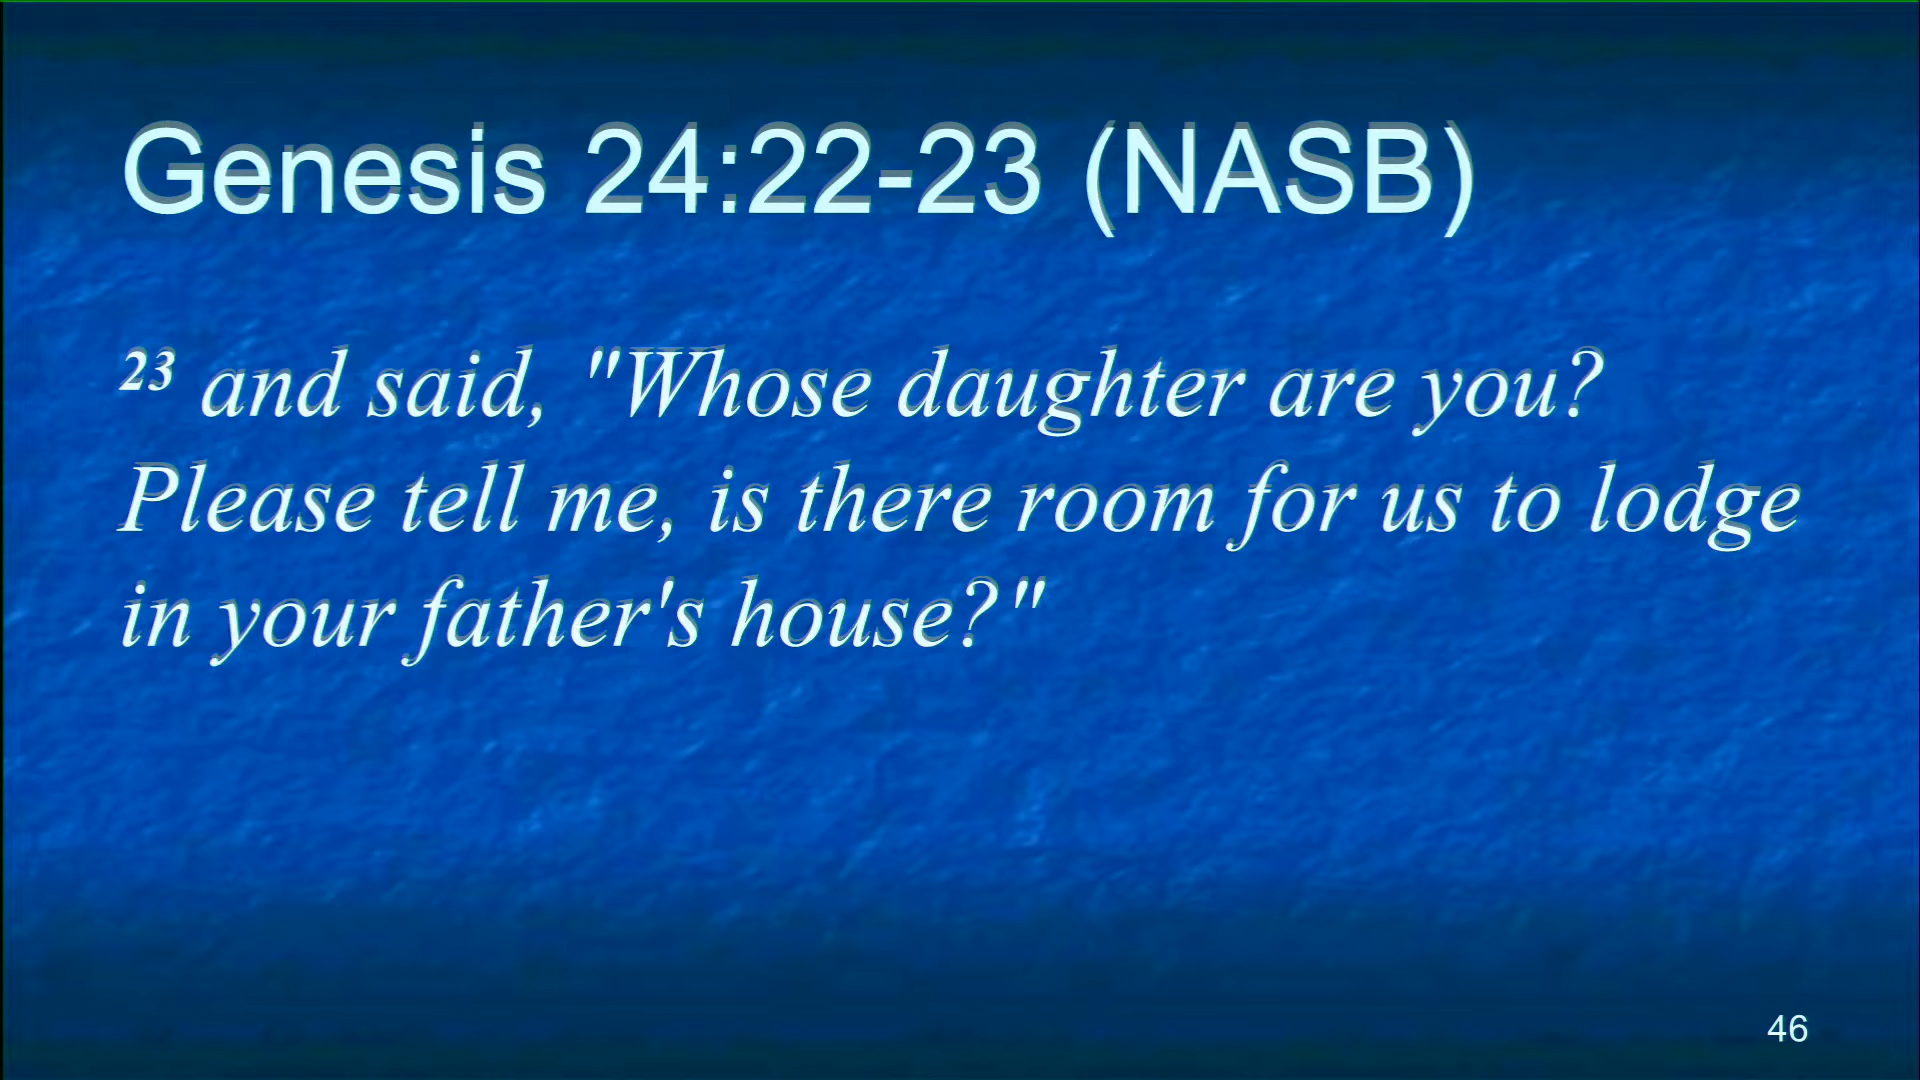 Genesis 24:22-23 (NASB)
23 and said, "Whose daughter are you?
Please tell me, is there room for us to lodge
in your father's house?"
46